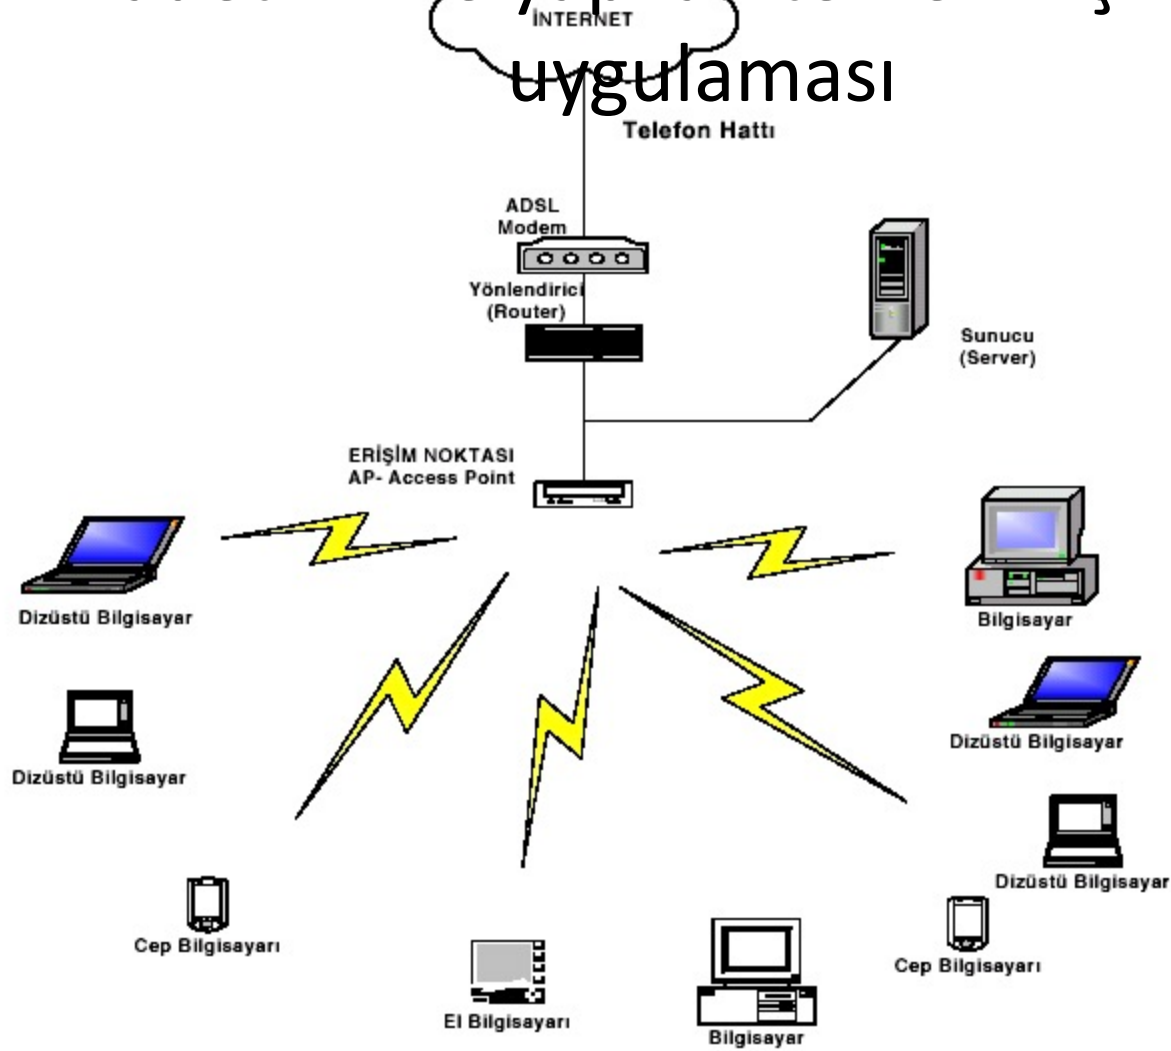 İNTERNET
uygulaması
Telefon Hattı
ADSL
Modem
Yönlendirici
(Router)
Sunucu
(Server)
ERİŞİM NOKTASI
AP- Access Point
Dizüstü Bilgisayar
Bilgisayar
Dizüstü Bilgisayar
Dizüstü Bilgisayar
Dizüstü Bilgisayar
Cep Bilgisayarı
Cep Bilgisayarı
El Bilgisayarı
Bilgisayar